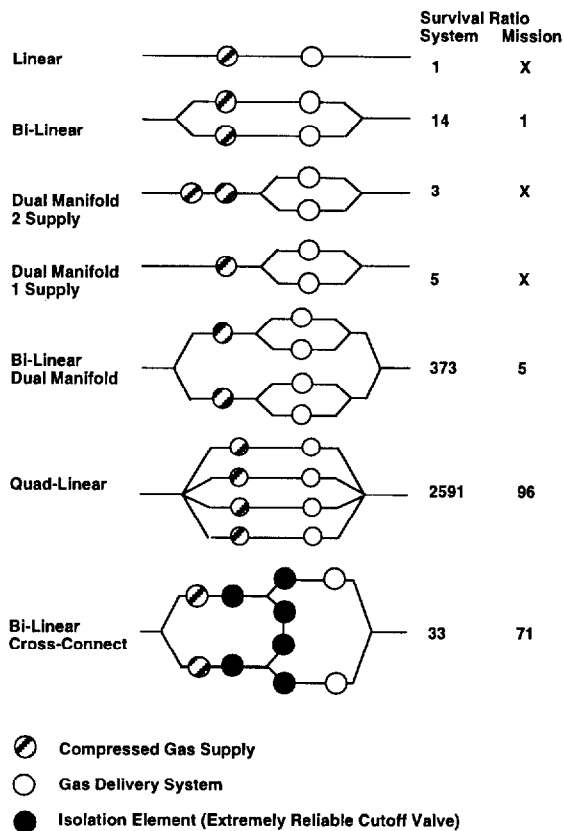 Survival Ratio
System Mission
Linear 1 X
Bi-Linear 14 1
Dual Manifold
2 Supply 3 X
Dual Manifold
1 Supply 5 X
Bi-Linear
Dual Manifold 373 5
Quad-Linear 2591 96
Bi-Linear
Cross-Connect 33 71
Compressed Gas Supply
Gas Delivery System
Isolation Element (Extremely Reliable Cutoff Valve)